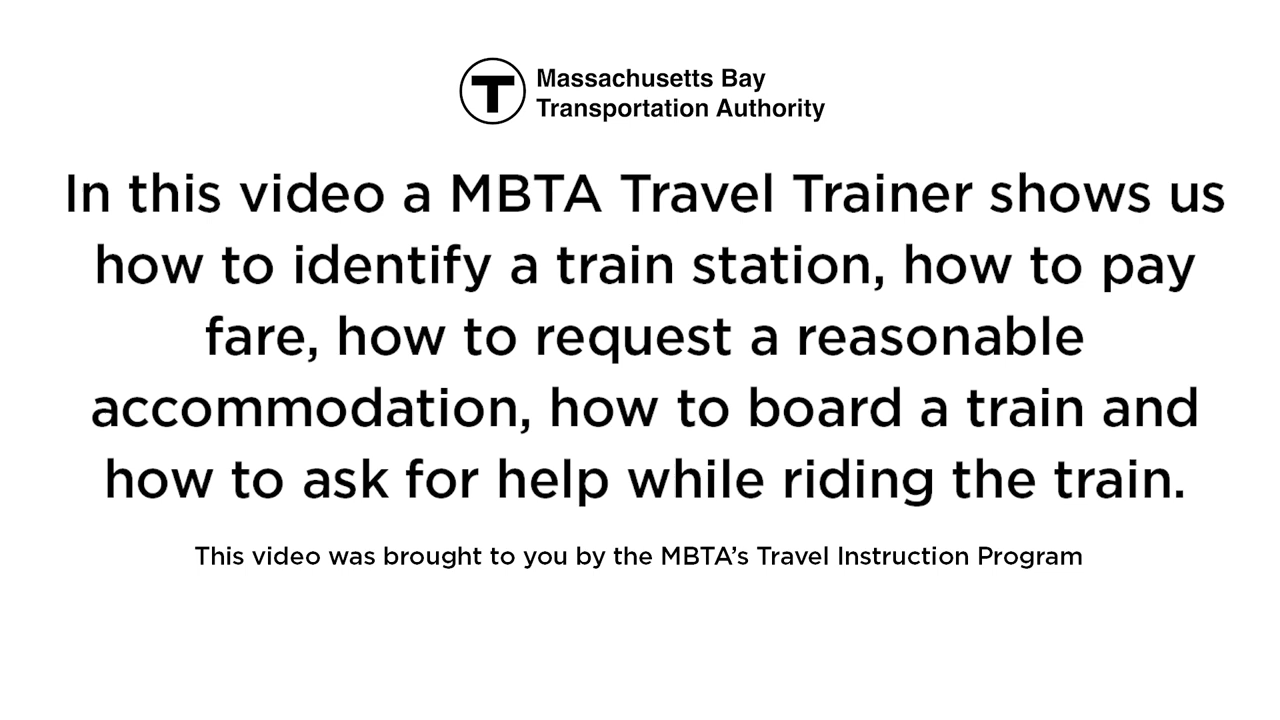 T
Massachusetts Bay
Transportation Authority
In this video a MBTA Travel Trainer shows us
how to identify a train station, how to pay
fare, how to request a reasonable
accommodation, how to board a train and
how to ask for help while riding the train.
This video was brought to you by the MBTA’s Travel Instruction Program